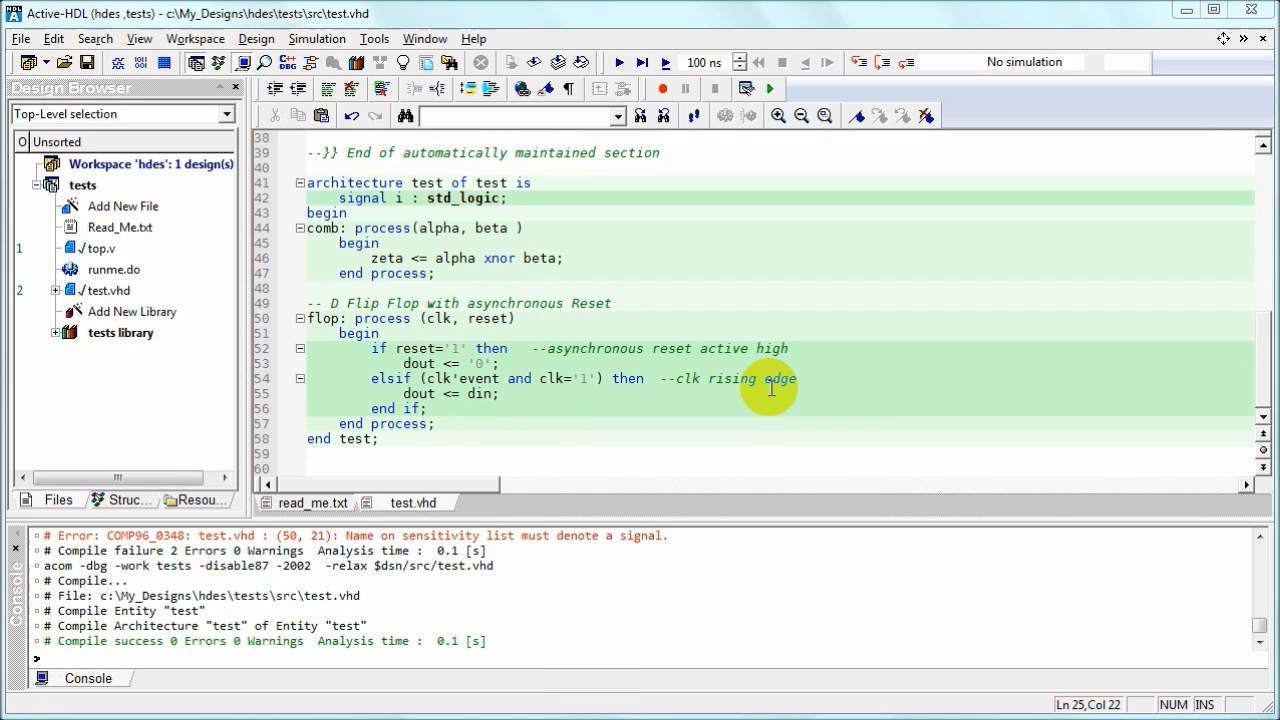 Active-HDL (hdes ,tests) - c:\My_Designs\hdes\tests\src\test.vhd
File Edit Search View Workspace Design Simulation Tools Window Help
100 ns No simulation
Design Browser
Top-Level selection
O Unsorted
Workspace 'hdes': 1 design(s)
tests
Add New File
Read_Me.txt
1 top.v
runme.do
2 test.vhd
Add New Library
tests library
Files Struc... Resou...
38
39 --}} End of automatically maintained section
40
41 architecture test of test is
42 signal i : std_logic;
43 begin
44 comb: process(alpha, beta )
45 begin
46 zeta <= alpha xnor beta;
47 end process;
48
49 -- D Flip Flop with asynchronous Reset
50 flop: process (clk, reset)
51 begin
52 if reset='1' then --asynchronous reset active high
53 dout <= '0';
54 elsif (clk'event and clk='1') then --clk rising edge
55 dout <= din;
56 end if;
57 end process;
58 end test;
59
60
read_me.txt test.vhd
# Error: COMP96_0348: test.vhd : (50, 21): Name on sensitivity list must denote a signal.
# Compile failure 2 Errors 0 Warnings Analysis time : 0.1 [s]
acom -dbg -work tests -disable87 -2002 -relax $dsn/src/test.vhd
# Compile...
# File: c:\My_Designs\hdes\tests\src\test.vhd
# Compile Entity "test"
# Compile Architecture "test" of Entity "test"
# Compile success 0 Errors 0 Warnings Analysis time : 0.1 [s]
>
Console
Console
Ln 25,Col 22 NUM INS